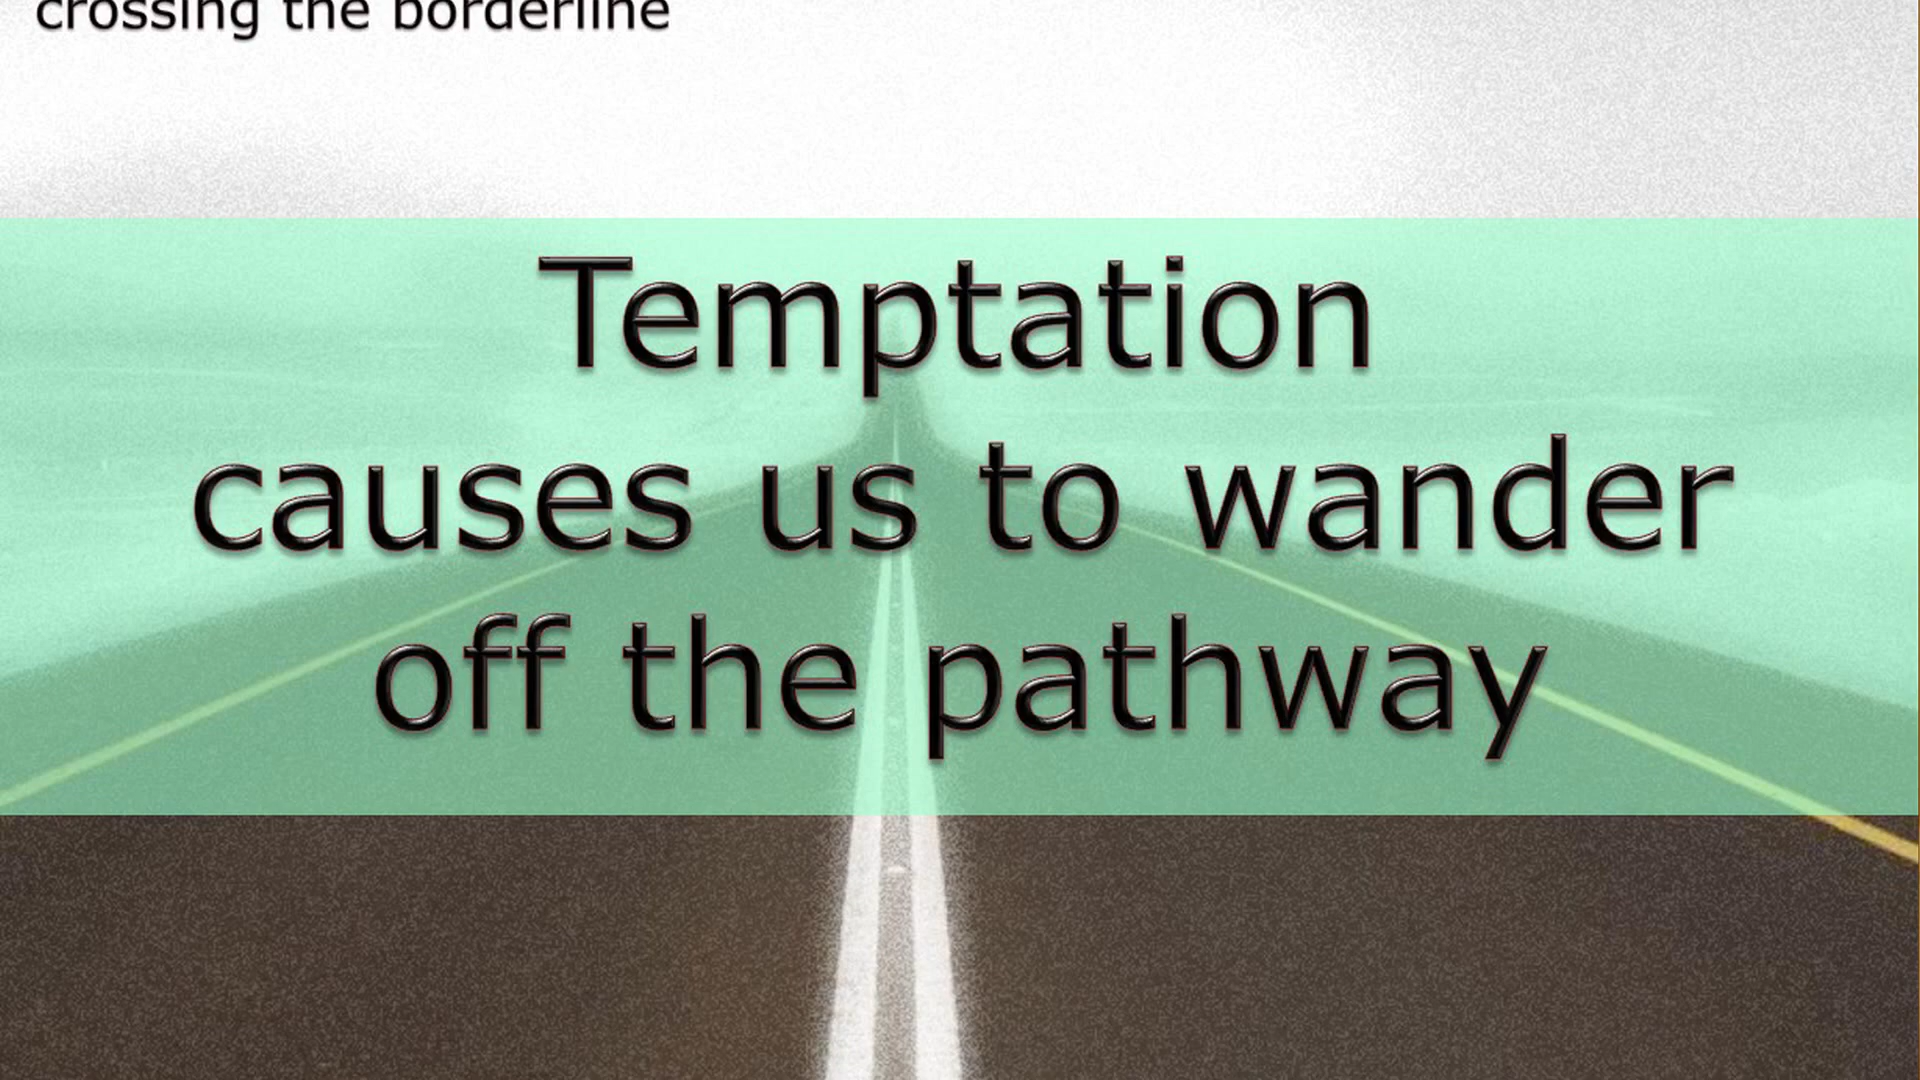 crossing the borderline
Temptation
causes us to wander
off the pathway